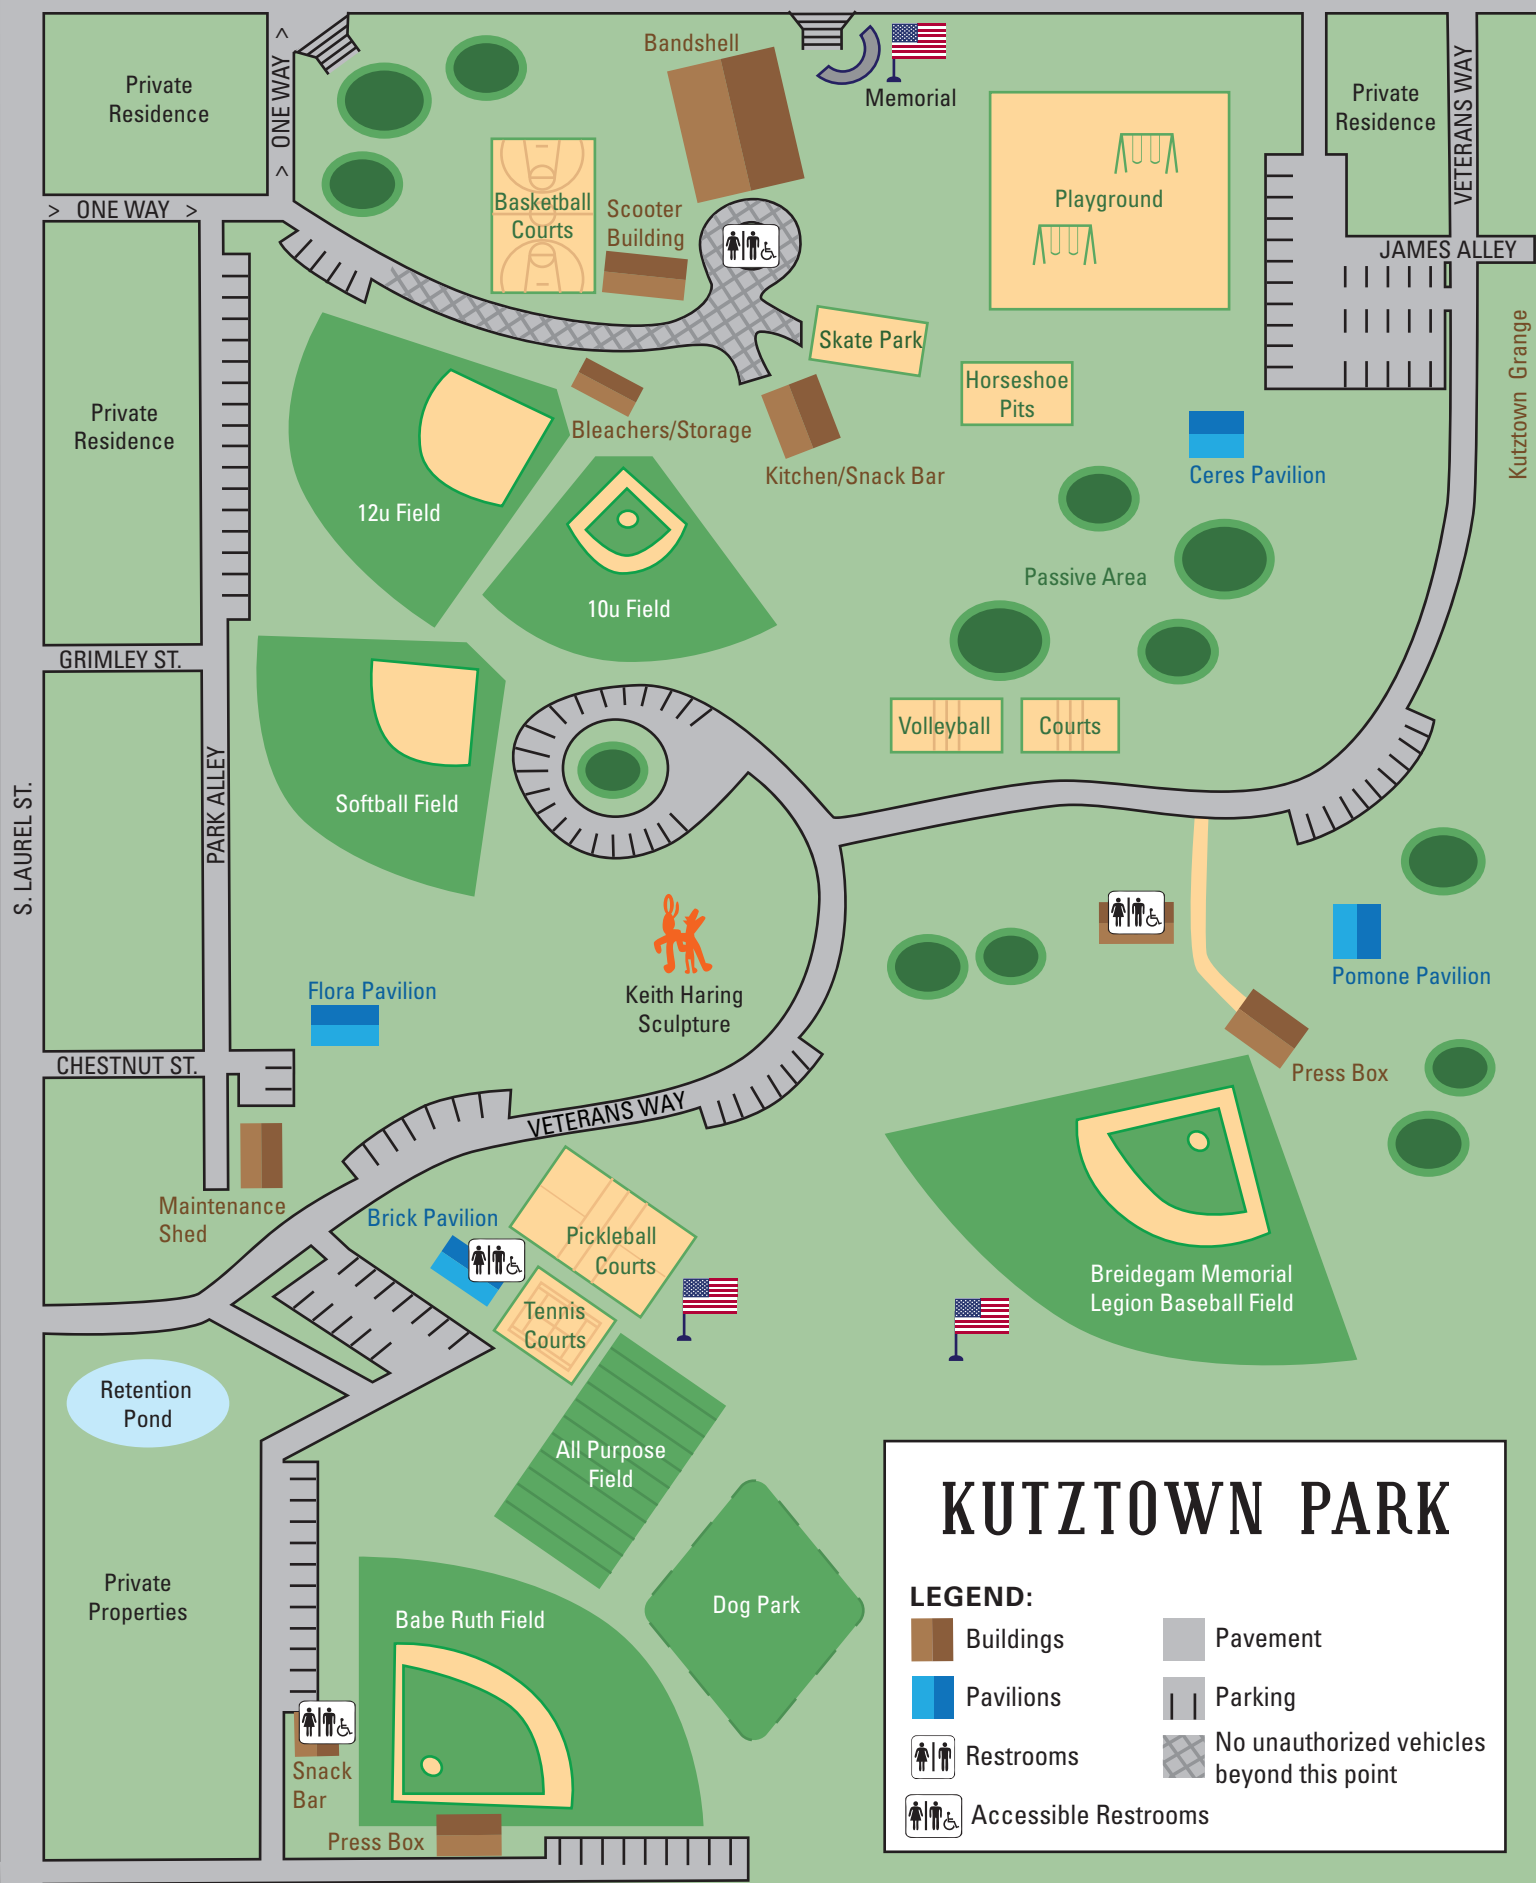 Private
Residence
ONE WAY >
>
> ONE WAY >
Bandshell
Memorial
Basketball
Courts
Scooter
Building
Playground
Private
Residence
VETERANS WAY
JAMES ALLEY
Kutztown Grange
Skate Park
Horseshoe
Pits
Private
Residence
Bleachers/Storage
Kitchen/Snack Bar
Ceres Pavilion
12u Field
10u Field
Passive Area
GRIMLEY ST.
Volleyball
Courts
S. LAUREL ST.
PARK ALLEY
Softball Field
Keith Haring
Sculpture
Flora Pavilion
Pomone Pavilion
CHESTNUT ST.
Press Box
VETERANS WAY
Maintenance
Shed
Brick Pavilion
Pickleball
Courts
Tennis
Courts
Breidegam Memorial
Legion Baseball Field
Retention
Pond
All Purpose
Field
Private
Properties
Dog Park
Babe Ruth Field
Snack
Bar
Press Box
KUTZTOWN PARK
LEGEND:
Buildings
Pavilions
Restrooms
Accessible Restrooms
Pavement
Parking
No unauthorized vehicles
beyond this point